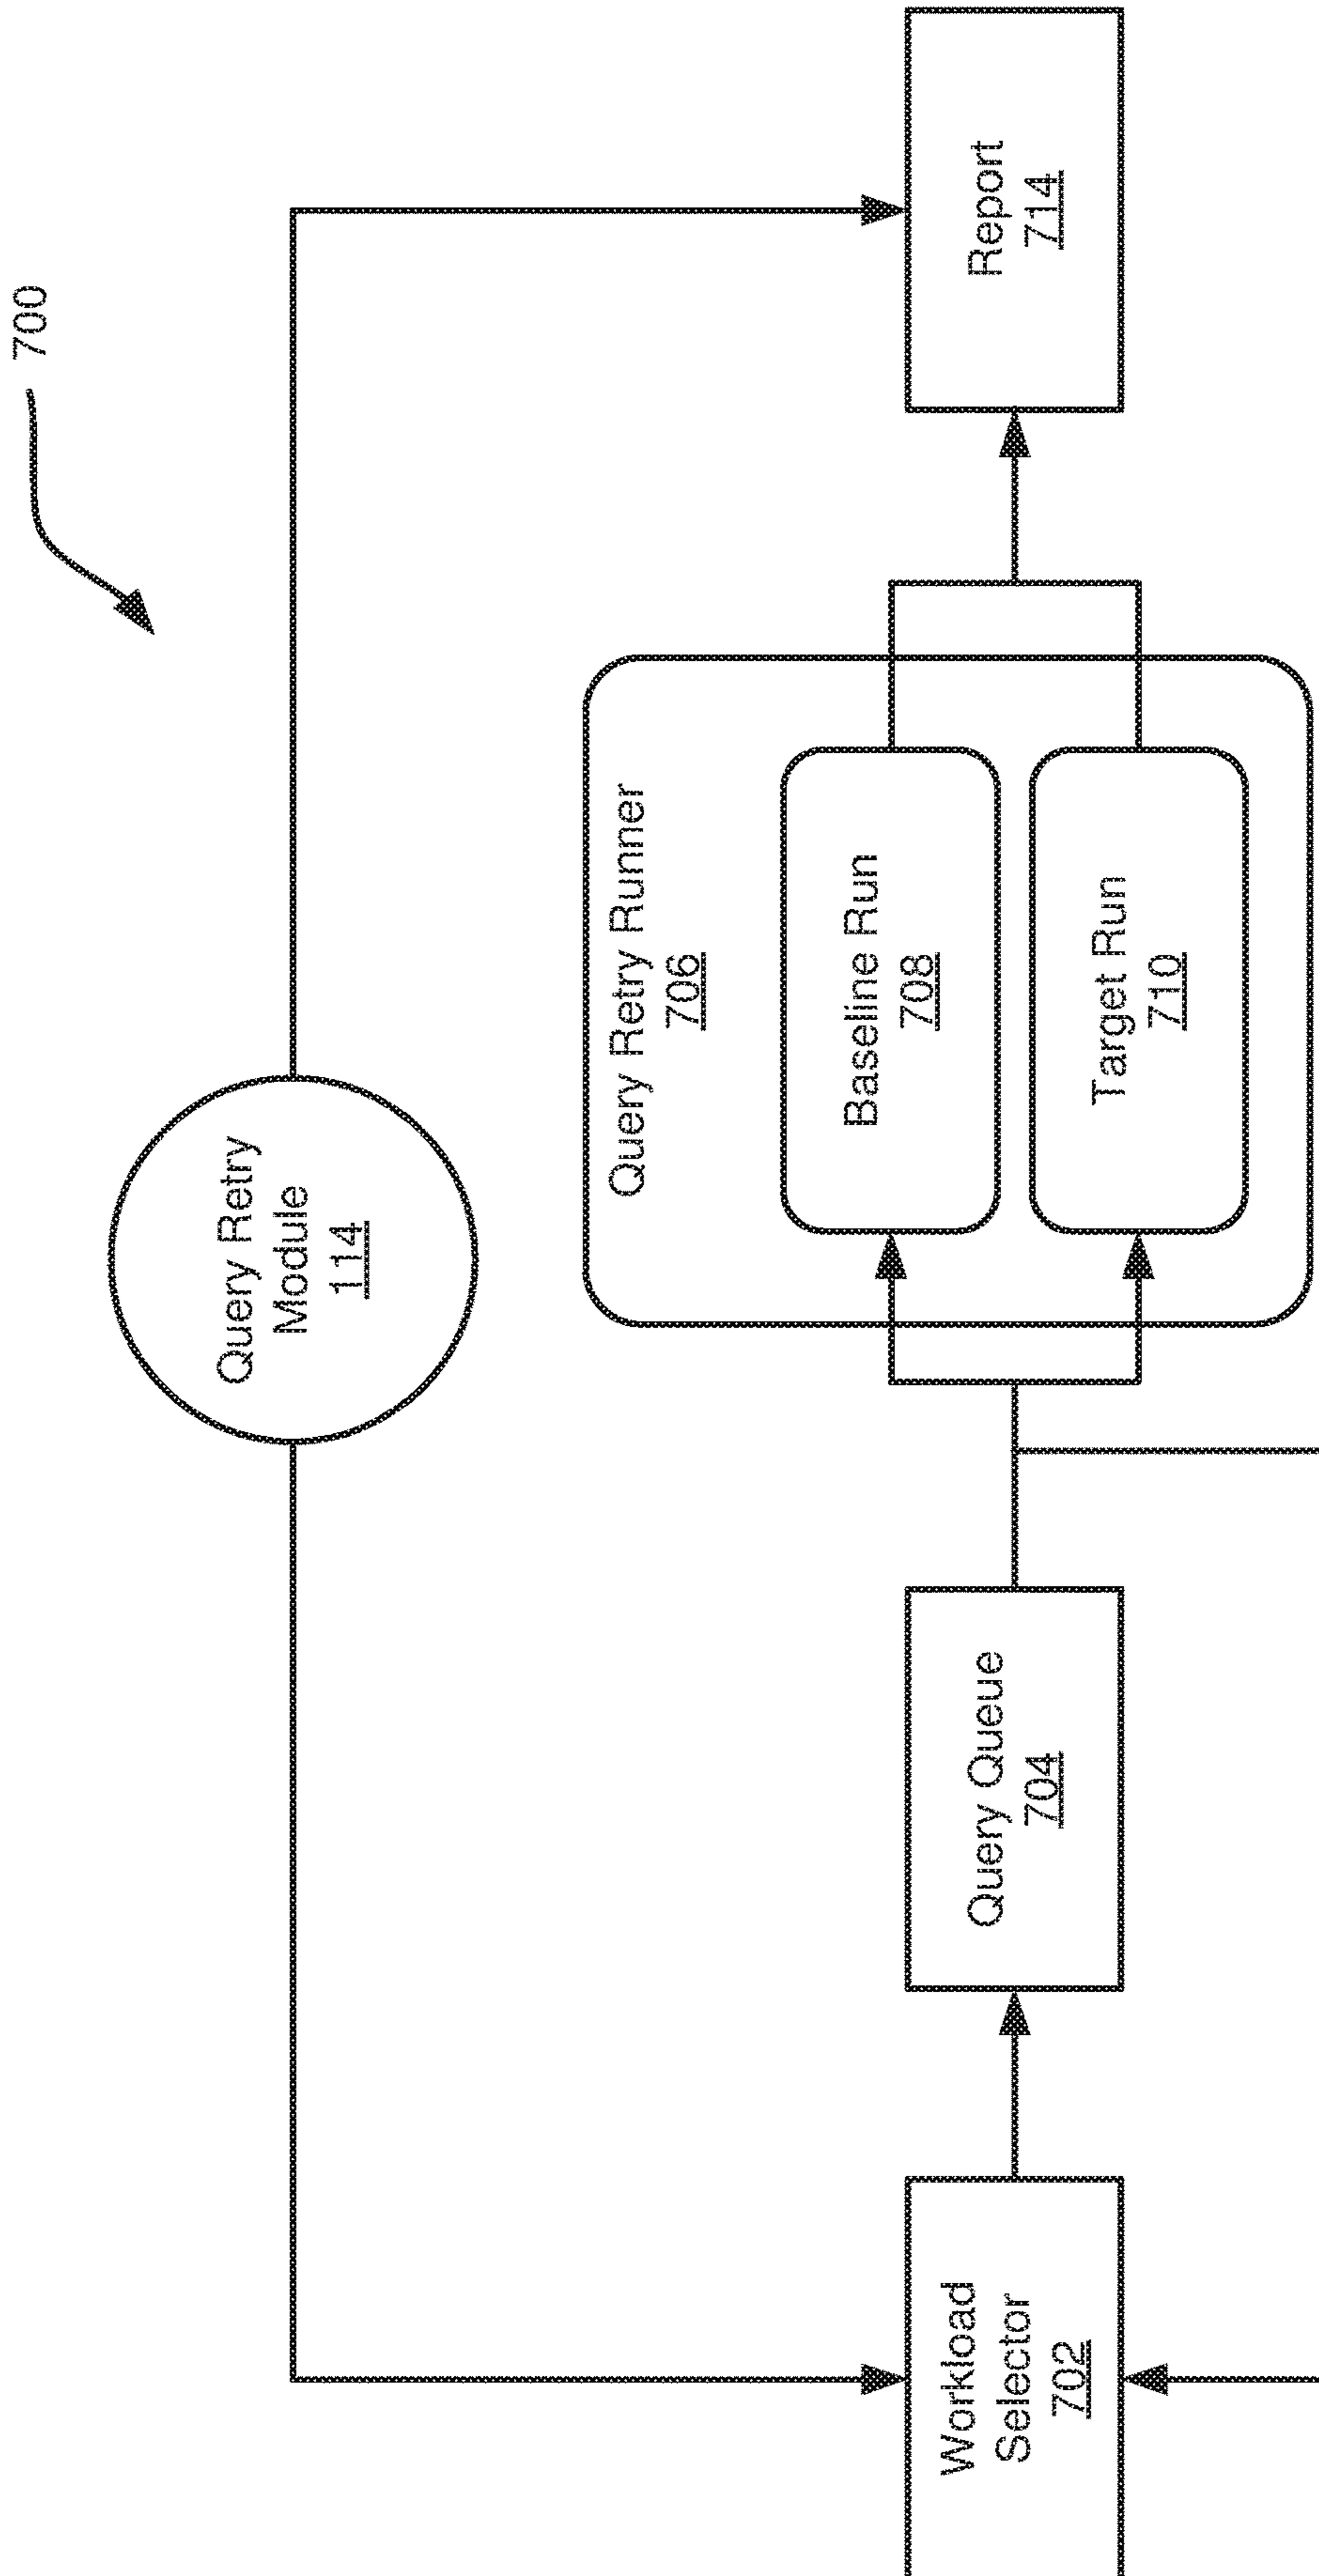 700
Query Retry
Module
114
Workload
Selector
702
Query Queue
704
Query Retry Runner
706
Baseline Run
708
Target Run
710
Report
714